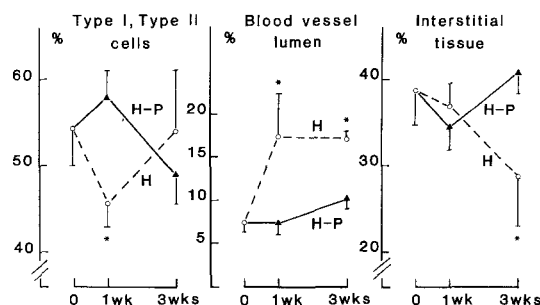 Type I, Type II
cells
Blood vessel
lumen
Interstitial
tissue
%
60
50
40
H-P
H
*
0 1wk 3wks
%
20
15
10
5
*
*
H
H-P
0 1wk 3wks
%
40
30
20
H-P
H
*
0 1wk 3wks